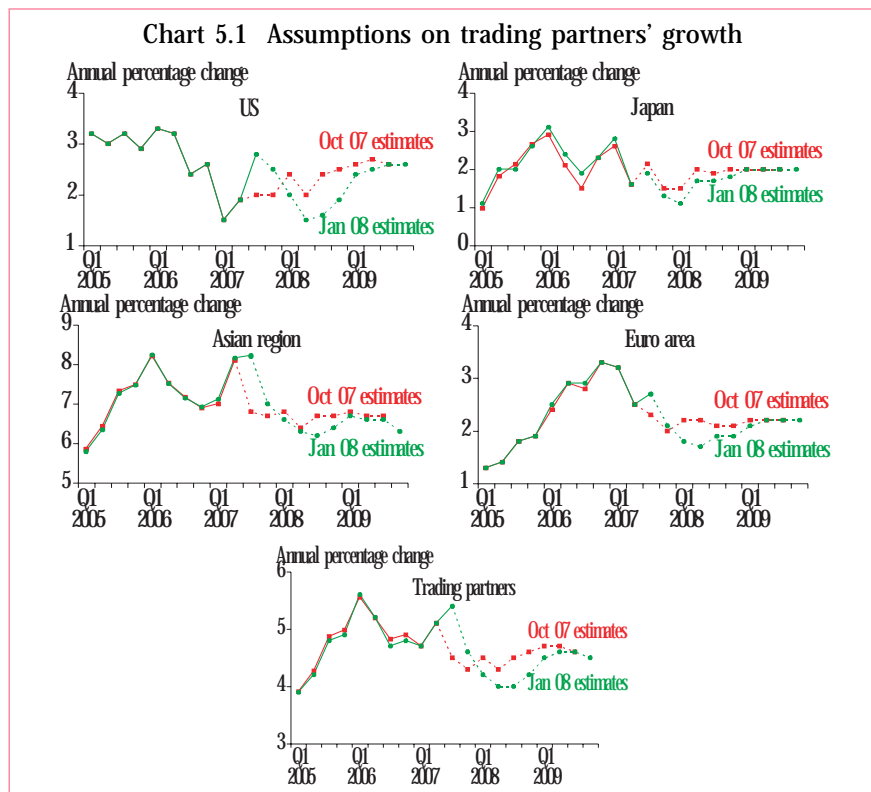 Chart 5.1 Assumptions on trading partners' growth
Annual percentage change
US
4
3
2
1
Oct 07 estimates
Jan 08 estimates
Q1 2005
Q1 2006
Q1 2007
Q1 2008
Q1 2009
Annual percentage change
Japan
4
3
2
1
0
Oct 07 estimates
Jan 08 estimates
Q1 2005
Q1 2006
Q1 2007
Q1 2008
Q1 2009
Annual percentage change
Asian region
9
8
7
6
5
Oct 07 estimates
Jan 08 estimates
Q1 2005
Q1 2006
Q1 2007
Q1 2008
Q1 2009
Annual percentage change
Euro area
4
3
2
1
Oct 07 estimates
Jan 08 estimates
Q1 2005
Q1 2006
Q1 2007
Q1 2008
Q1 2009
Annual percentage change
Trading partners
6
5
4
3
Oct 07 estimates
Jan 08 estimates
Q1 2005
Q1 2006
Q1 2007
Q1 2008
Q1 2009